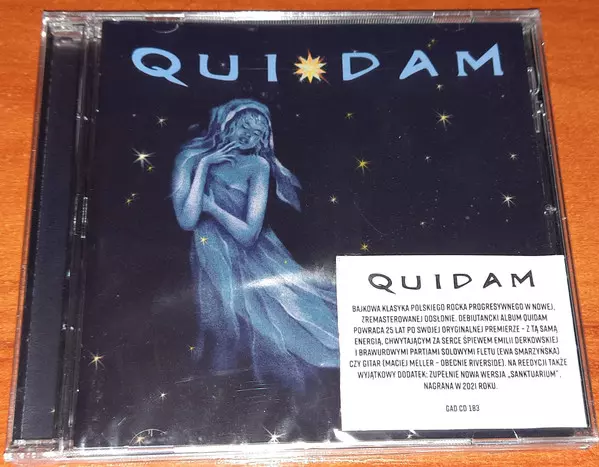 QUIDAM
QUIDAM
BAJKOWA KLASYKA POLSKIEGO ROCKA PROGRESYWNEGO W NOWEJ,
ZREMASTEROWANEJ ODSŁONIE. DEBIUTANCKI ALBUM QUIDAM
POWRACA 25 LAT PO SWOJEJ ORYGINALNEJ PREMIERZE – Z TĄ SAMĄ
ENERGIĄ, CHWYTAJĄCYM ZA SERCE ŚPIEWEM EMILII DERKOWSKIEJ
I BRAWUROWYMI PARTIAMI SOLOWYMI FLETU (EWA SMARZYŃSKA)
CZY GITAR (MACIEJ MELLER – OBECNIE RIVERSIDE). NA REEDYCJI TAKŻE
WYJĄTKOWY DODATEK: ZUPEŁNIE NOWA WERSJA „SANKTUARIUM”,
NAGRANA W 2021 ROKU.
GAD CD 183